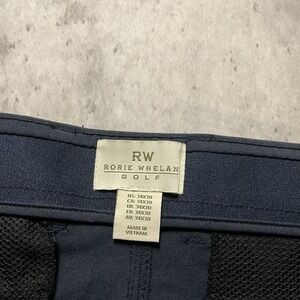 RW
RORIE WHELAN
GOLF
US: 34X30
CA: 34X30
UK: 34X30
EU: 34X30
AU: 34X30
MADE IN
VIETNAM